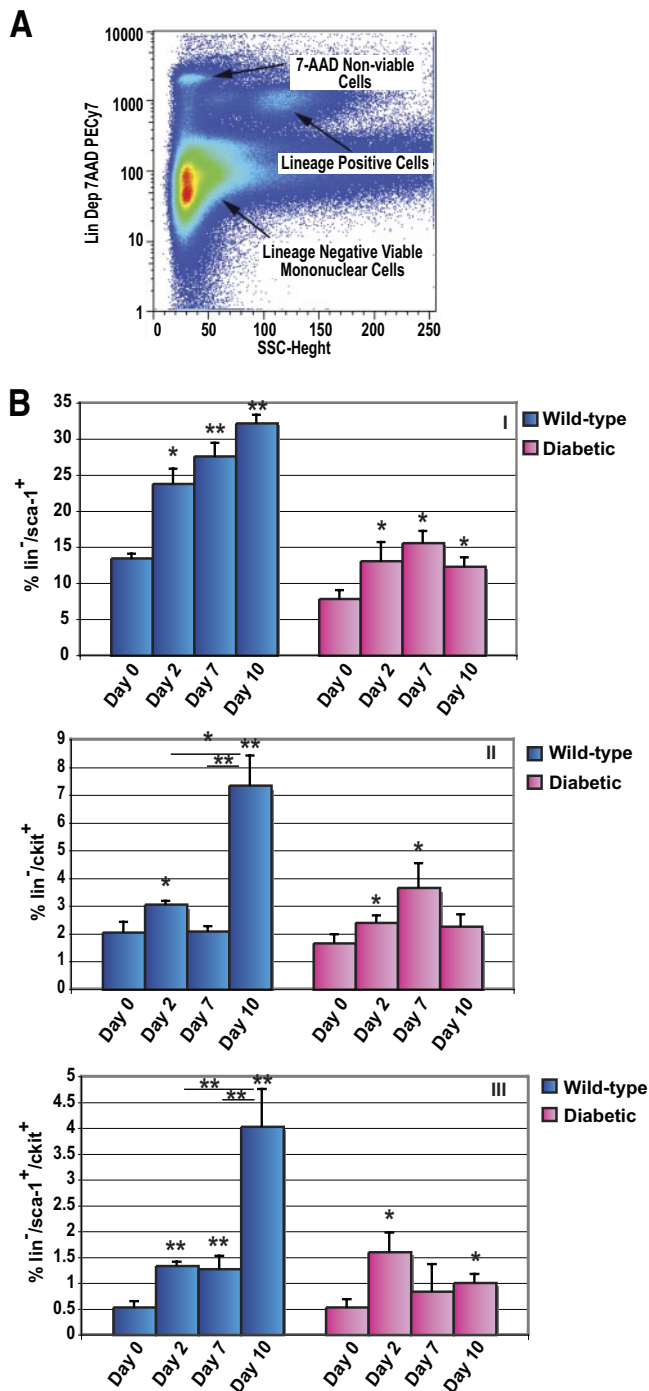 A
Lin Dep 7AAD PECy7
10000
1000
100
10
1
7-AAD Non-viable
Cells
Lineage Positive Cells
Lineage Negative Viable
Mononuclear Cells
0 50 100 150 200 250
SSC-Heght
B
% lin⁻/sca-1⁺
35
30
25
20
15
10
5
0
* ** **
* * *
I
Wild-type
Diabetic
Day 0 Day 2 Day 7 Day 10 Day 0 Day 2 Day 7 Day 10
% lin⁻/ckit⁺
9
8
7
6
5
4
3
2
1
0
* **
**
*
* *
II
Wild-type
Diabetic
Day 0 Day 2 Day 7 Day 10 Day 0 Day 2 Day 7 Day 10
% lin⁻/sca-1⁺/ckit⁺
5
4.5
4
3.5
3
2.5
2
1.5
1
0.5
0
** **
**
** **
* *
III
Wild-type
Diabetic
Day 0 Day 2 Day 7 Day 10 Day 0 Day 2 Day 7 Day 10